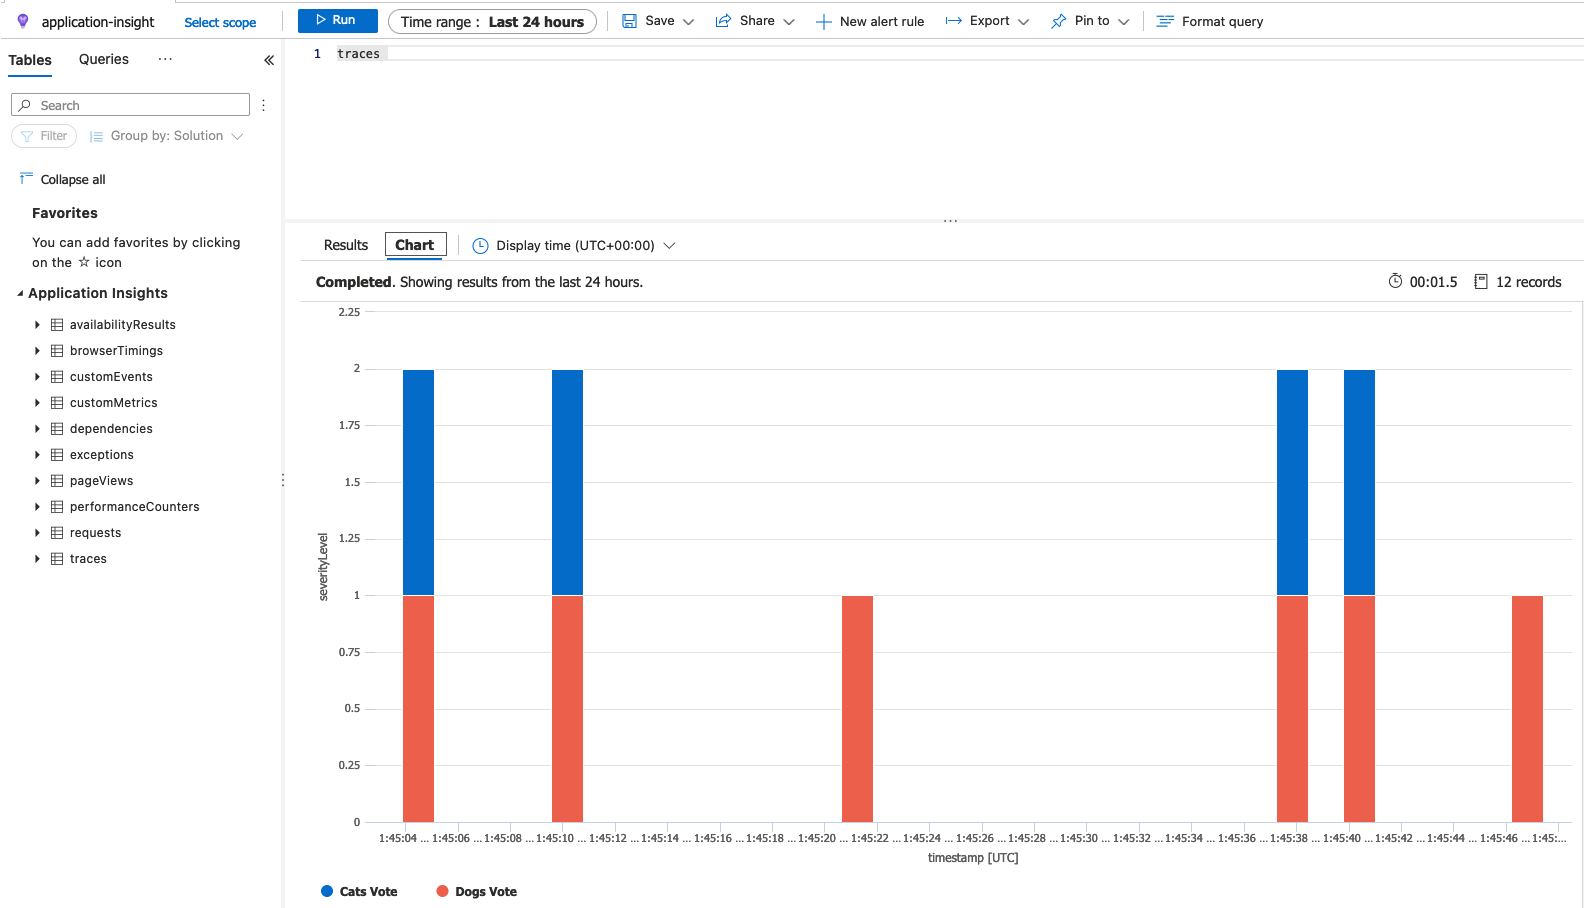 application-insight
Select scope
Run
Time range : Last 24 hours
Save
Share
New alert rule
Export
Pin to
Format query
Tables
Queries
...
Search
Filter
Group by: Solution
Collapse all
Favorites
You can add favorites by clicking
on the ☆ icon
Application Insights
availabilityResults
browserTimings
customEvents
customMetrics
dependencies
exceptions
pageViews
performanceCounters
requests
traces
1 traces
Results
Chart
Display time (UTC+00:00)
Completed. Showing results from the last 24 hours.
00:01.5
12 records
2.25
2
1.75
1.5
1.25
1
0.75
0.5
0.25
0
severityLevel
1:45:04 ... 1:45:06 ... 1:45:08 ... 1:45:10 ... 1:45:12 ... 1:45:14 ... 1:45:16 ... 1:45:18 ... 1:45:20 ... 1:45:22 ... 1:45:24 ... 1:45:26 ... 1:45:28 ... 1:45:30 ... 1:45:32 ... 1:45:34 ... 1:45:36 ... 1:45:38 ... 1:45:40 ... 1:45:42 ... 1:45:44 ... 1:45:46 ... 1:45:...
timestamp [UTC]
Cats Vote
Dogs Vote